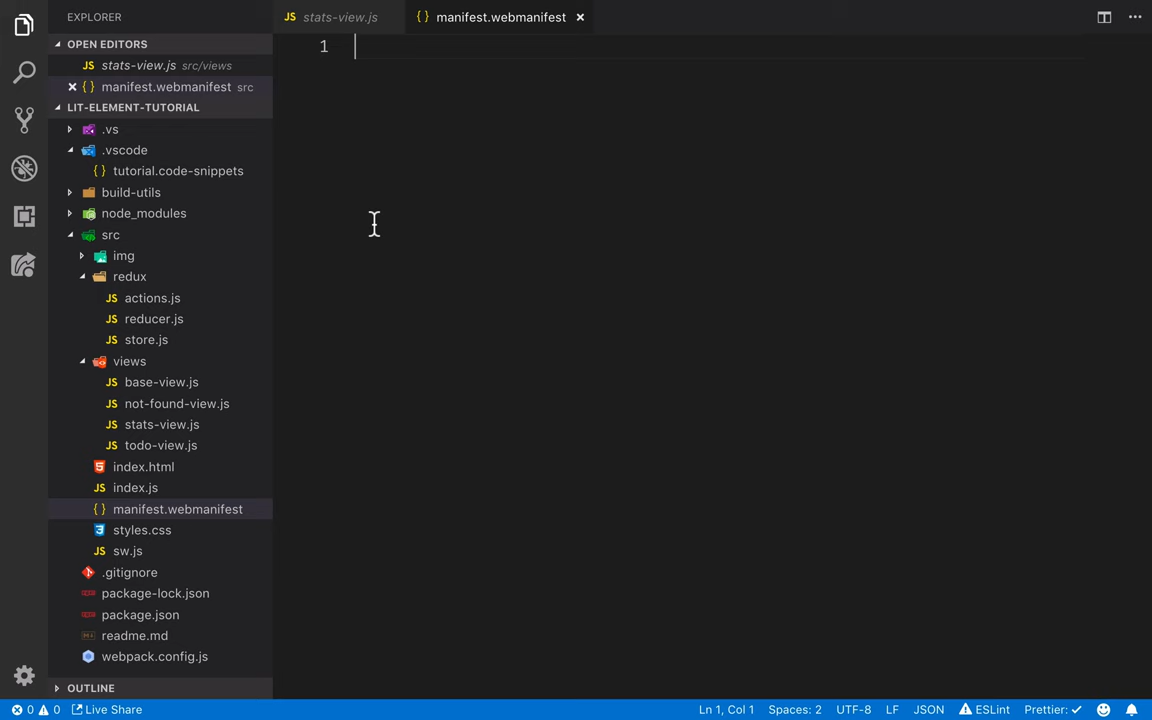 EXPLORER
JS stats-view.js
{ } manifest.webmanifest
OPEN EDITORS
JS stats-view.js src/views
{ } manifest.webmanifest src
LIT-ELEMENT-TUTORIAL
.vs
.vscode
{ } tutorial.code-snippets
build-utils
node_modules
src
img
redux
JS actions.js
JS reducer.js
JS store.js
views
JS base-view.js
JS not-found-view.js
JS stats-view.js
JS todo-view.js
index.html
JS index.js
{ } manifest.webmanifest
styles.css
JS sw.js
.gitignore
package-lock.json
package.json
readme.md
webpack.config.js
OUTLINE
1
0 0 Live Share
Ln 1, Col 1 Spaces: 2 UTF-8 LF JSON ESLint Prettier: